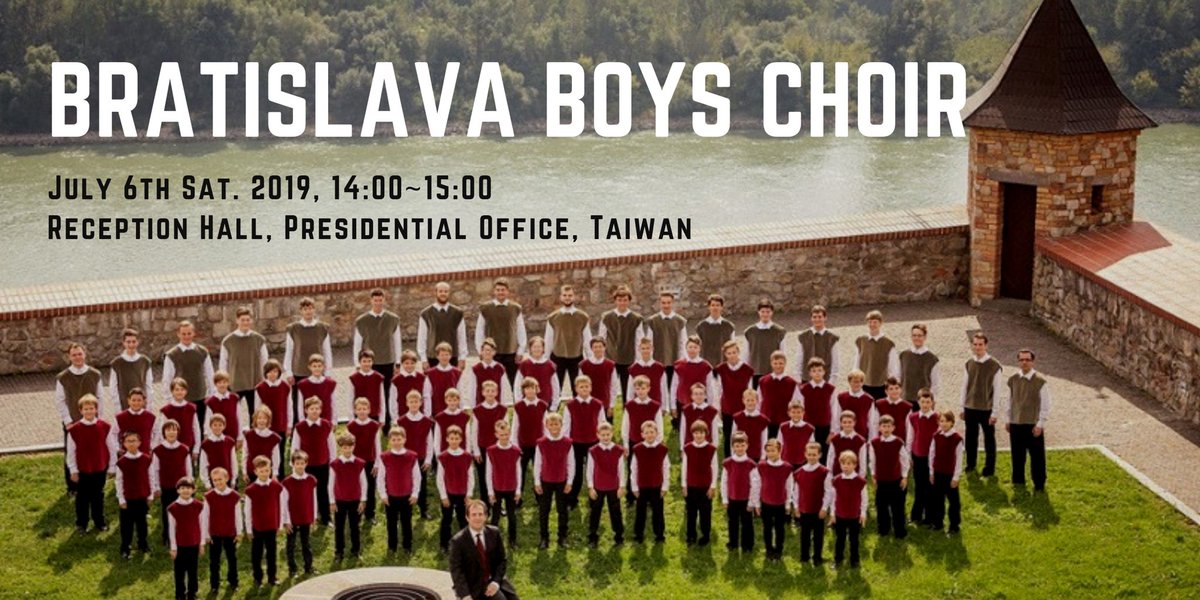 BRATISLAVA BOYS CHOIR
July 6th Sat. 2019, 14:00~15:00
Reception Hall, Presidential Office, Taiwan